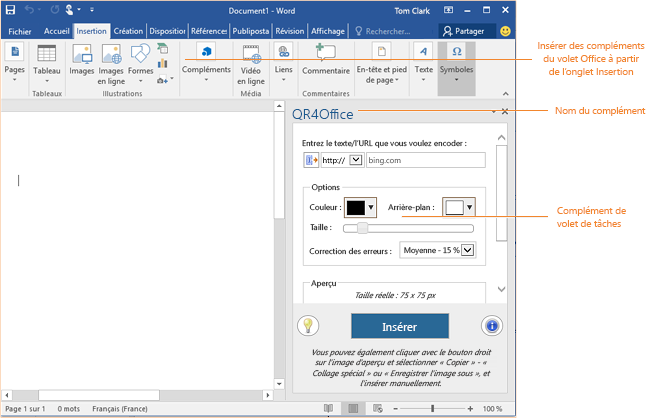 Document1 - Word
Tom Clark
Fichier
Accueil
Insertion
Création
Dispositior
Référence:
Publiposta
Révision
Affichage
Rechercher...
Partager
Pages
Tableau
Images
Images
en ligne
Formes
Compléments
Vidéo
en ligne
Liens
Commentaire
En-tête et pied
de page
Texte
Symboles
Tableaux
Illustrations
Média
Commentaires
Insérer des compléments
du volet Office à partir
de l'onglet Insertion
QR4Office
Nom du complément
Entrez le texte/l'URL que vous voulez encoder :
http://
bing.com
Options
Couleur :
Arrière-plan :
Taille :
Complément de
volet de tâches
Correction des erreurs :
Moyenne - 15 %
Aperçu
Taille réelle : 75 x 75 px
Insérer
Vous pouvez également cliquer avec le bouton droit
sur l'image d'aperçu et sélectionner « Copier » - «
Collage spécial » ou « Enregistrer l'image sous », et
l'insérer manuellement.
Page 1 sur 1
0 mots
Français (France)
100 %